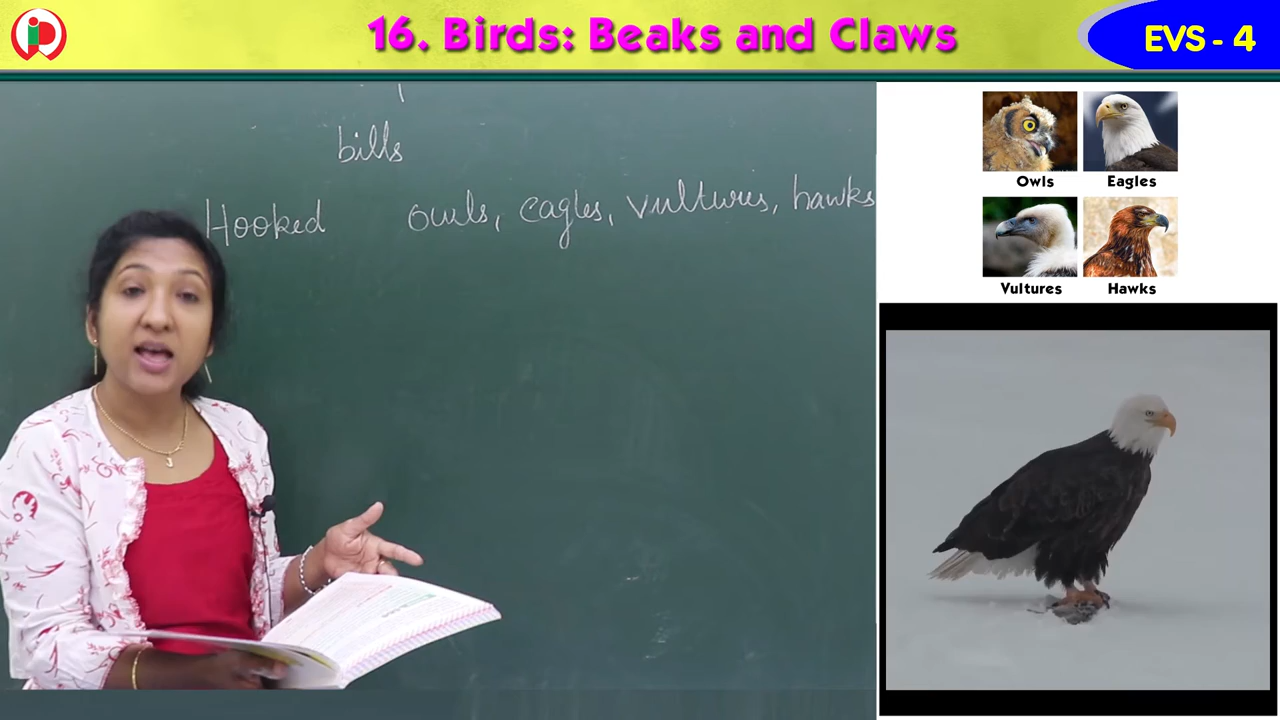 16. Birds: Beaks and Claws
EVS - 4
bills
Hooked owls, eagles, vultures, hawks
Owls Eagles
Vultures Hawks